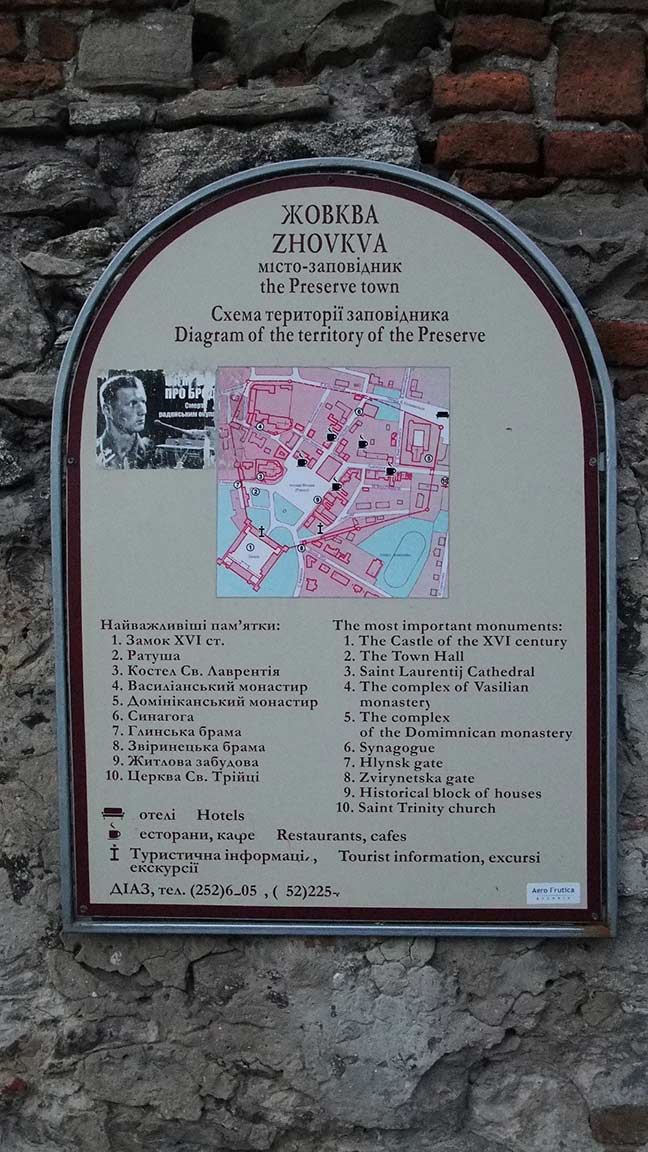 ЖОВКВА
ZHOVKVA
місто-заповідник
the Preserve town
Схема території заповідника
Diagram of the territory of the Preserve
ПРО БРОД
Смерть
Найважливіші пам'ятки:
1. Замок XVI ст.
2. Ратуша
3. Костел Св. Лаврентія
4. Василіанський монастир
5. Домініканський монастир
6. Синагога
7. Глинська брама
8. Звіринецька брама
9. Житлова забудова
10. Церква Св. Трійці
The most important monuments:
1. The Castle of the XVI century
2. The Town Hall
3. Saint Laurentij Cathedral
4. The complex of Vasilian
monastery
5. The complex
of the Domimnican monastery
6. Synagogue
7. Hlynsk gate
8. Zvirynetska gate
9. Historical block of houses
10. Saint Trinity church
отелі Hotels
есторани, кафе Restaurants, cafes
Туристична інформаці, Tourist information, excursi
екскурсії
ДІАЗ, тел.
Aero Frutica